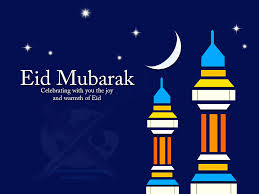 Eid Mubarak
Celebrating with you the joy
and warmth of Eid